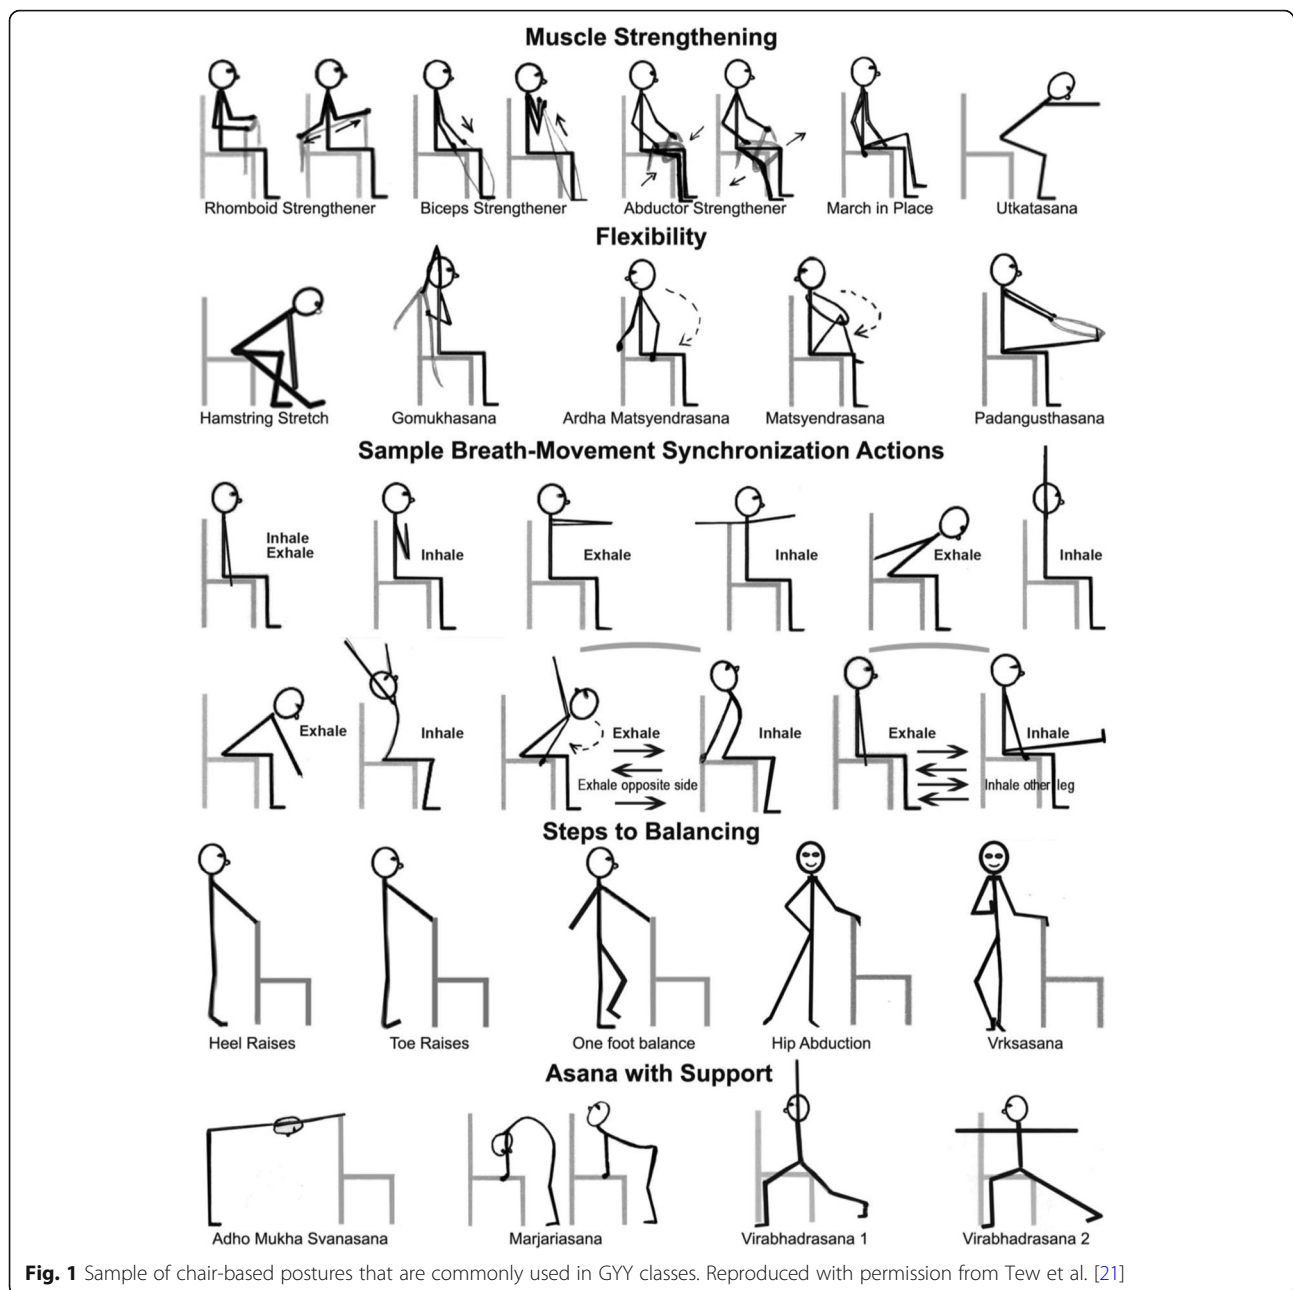 Muscle Strengthening
Rhomboid Strengthener
Biceps Strengthener
Abductor Strengthener
March in Place
Utkatasana
Flexibility
Hamstring Stretch
Gomukhasana
Ardha Matsyendrasana
Matsyendrasana
Padangusthasana
Sample Breath-Movement Synchronization Actions
Inhale
Exhale
Inhale
Exhale
Inhale
Exhale
Inhale
Exhale
Inhale
Exhale
Exhale opposite side
Inhale
Exhale
Inhale
Inhale other leg
Steps to Balancing
Heel Raises
Toe Raises
One foot balance
Hip Abduction
Vrksasana
Asana with Support
Adho Mukha Svanasana
Marjariasana
Virabhadrasana 1
Virabhadrasana 2
Fig. 1 Sample of chair-based postures that are commonly used in GYY classes. Reproduced with permission from Tew et al. [21]